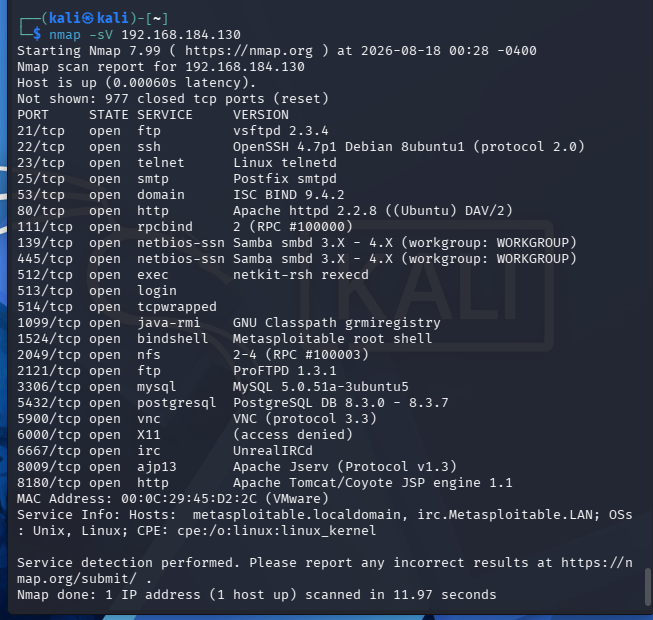 ┌──(kali㉿kali)-[~]
└─$ nmap -sV 192.168.184.130
Starting Nmap 7.99 ( https://nmap.org ) at 2026-08-18 00:28 -0400
Nmap scan report for 192.168.184.130
Host is up (0.00060s latency).
Not shown: 977 closed tcp ports (reset)
PORT     STATE SERVICE     VERSION
21/tcp   open  ftp         vsftpd 2.3.4
22/tcp   open  ssh         OpenSSH 4.7p1 Debian 8ubuntu1 (protocol 2.0)
23/tcp   open  telnet      Linux telnetd
25/tcp   open  smtp        Postfix smtpd
53/tcp   open  domain      ISC BIND 9.4.2
80/tcp   open  http        Apache httpd 2.2.8 ((Ubuntu) DAV/2)
111/tcp  open  rpcbind     2 (RPC #100000)
139/tcp  open  netbios-ssn Samba smbd 3.X - 4.X (workgroup: WORKGROUP)
445/tcp  open  netbios-ssn Samba smbd 3.X - 4.X (workgroup: WORKGROUP)
512/tcp  open  exec        netkit-rsh rexecd
513/tcp  open  login
514/tcp  open  tcpwrapped
1099/tcp open  java-rmi    GNU Classpath grmiregistry
1524/tcp open  bindshell   Metasploitable root shell
2049/tcp open  nfs         2-4 (RPC #100003)
2121/tcp open  ftp         ProFTPD 1.3.1
3306/tcp open  mysql       MySQL 5.0.51a-3ubuntu5
5432/tcp open  postgresql  PostgreSQL DB 8.3.0 - 8.3.7
5900/tcp open  vnc         VNC (protocol 3.3)
6000/tcp open  X11         (access denied)
6667/tcp open  irc         UnrealIRCd
8009/tcp open  ajp13       Apache Jserv (Protocol v1.3)
8180/tcp open  http        Apache Tomcat/Coyote JSP engine 1.1
MAC Address: 00:0C:29:45:D2:2C (VMware)
Service Info: Hosts:  metasploitable.localdomain, irc.Metasploitable.LAN; OSs
: Unix, Linux; CPE: cpe:/o:linux:linux_kernel

Service detection performed. Please report any incorrect results at https://n
map.org/submit/ .
Nmap done: 1 IP address (1 host up) scanned in 11.97 seconds
KALI